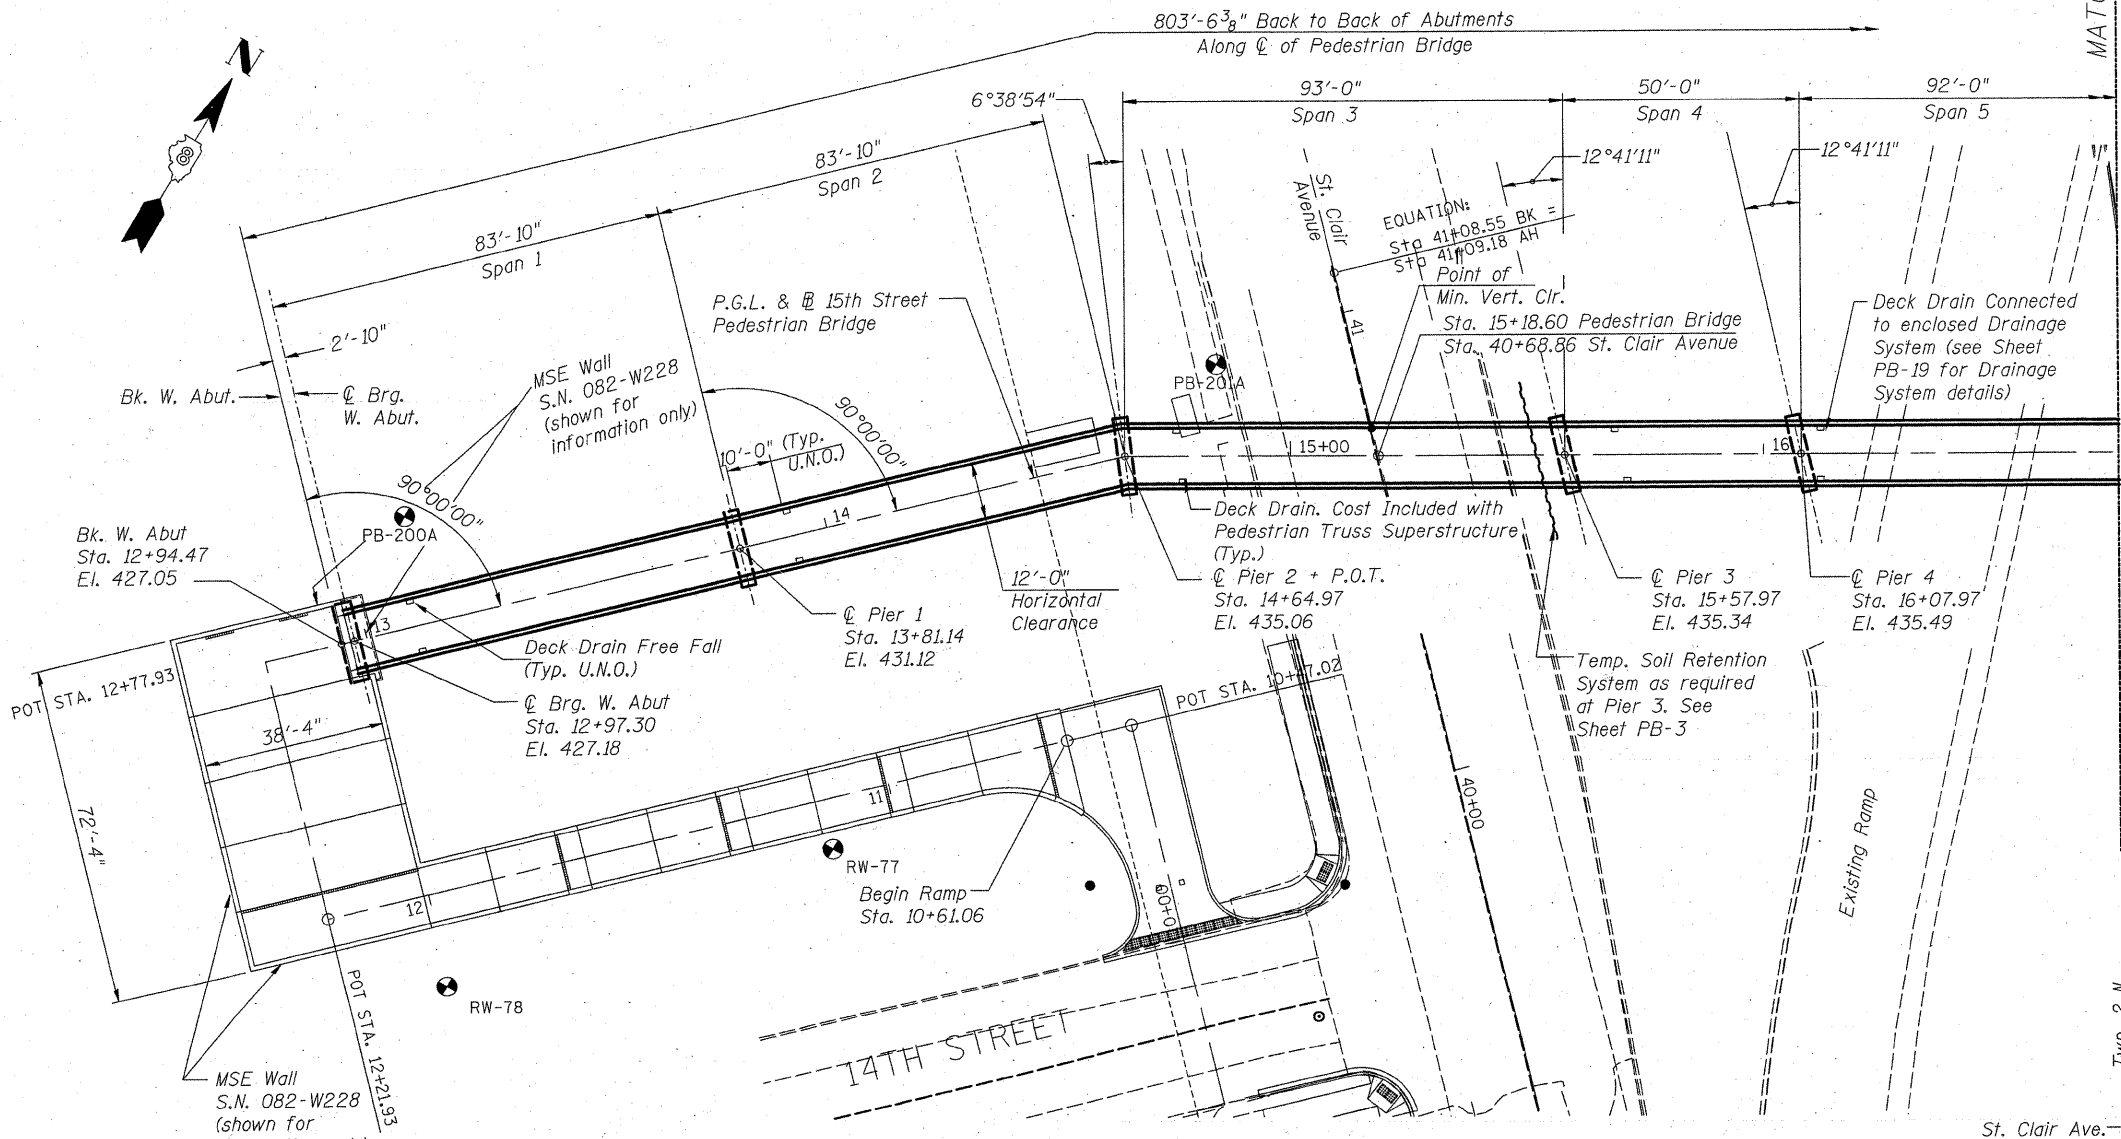 803'-6 3/8" Back to Back of Abutments
Along ℄ of Pedestrian Bridge
N
93'-0"
Span 3
50'-0"
Span 4
92'-0"
Span 5
6°38'54"
83'-10"
Span 2
83'-10"
Span 1
12°41'11"
12°41'11"
St. Clair
Avenue
EQUATION:
Sta 41+08.55 BK =
Sta 41+09.18 AH
Point of
Min. Vert. Clr.
Sta. 15+18.60 Pedestrian Bridge
Sta. 40+68.86 St. Clair Avenue
41
P.G.L. & ⅊ 15th Street
Pedestrian Bridge
Deck Drain Connected
to enclosed Drainage
System (see Sheet
PB-19 for Drainage
System details)
2'-10"
Bk. W. Abut.
℄ Brg.
W. Abut.
MSE Wall
S.N. 082-W228
(shown for
information only)
PB-201A
90°00'00"
10'-0" (Typ.
U.N.O.)
90°00'00"
15+00
16
14
13
PB-200A
Bk. W. Abut
Sta. 12+94.47
El. 427.05
Deck Drain. Cost Included with
Pedestrian Truss Superstructure
(Typ.)
12'-0"
Horizontal
Clearance
℄ Pier 2 + P.O.T.
Sta. 14+64.97
El. 435.06
℄ Pier 3
Sta. 15+57.97
El. 435.34
℄ Pier 4
Sta. 16+07.97
El. 435.49
℄ Pier 1
Sta. 13+81.14
El. 431.12
Deck Drain Free Fall
(Typ. U.N.O.)
℄ Brg. W. Abut
Sta. 12+97.30
El. 427.18
Temp. Soil Retention
System as required
at Pier 3. See
Sheet PB-3
POT STA. 12+77.93
38'-4"
72'-4"
POT STA. 10+47.02
11
12
40+00
0+00
Existing Ramp
RW-77
Begin Ramp
Sta. 10+61.06
RW-78
POT STA. 12+21.93
14TH STREET
MSE Wall
S.N. 082-W228
(shown for
Twp. 2 N.
St. Clair Ave.